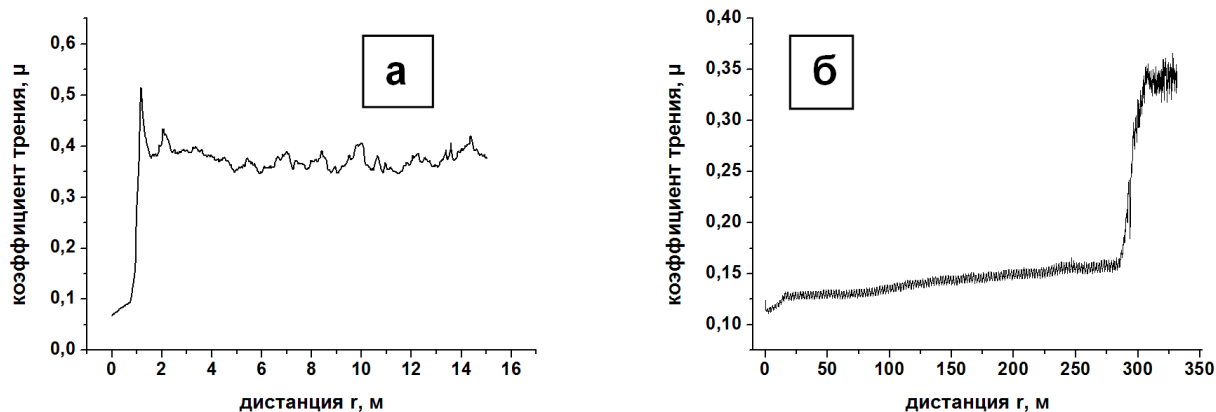 а
коэффициент трения, μ
0,6
0,5
0,4
0,3
0,2
0,1
0,0
0 2 4 6 8 10 12 14 16
дистанция r, м
б
коэффициент трения, μ
0,40
0,35
0,30
0,25
0,20
0,15
0,10
0 50 100 150 200 250 300 350
дистанция r, м